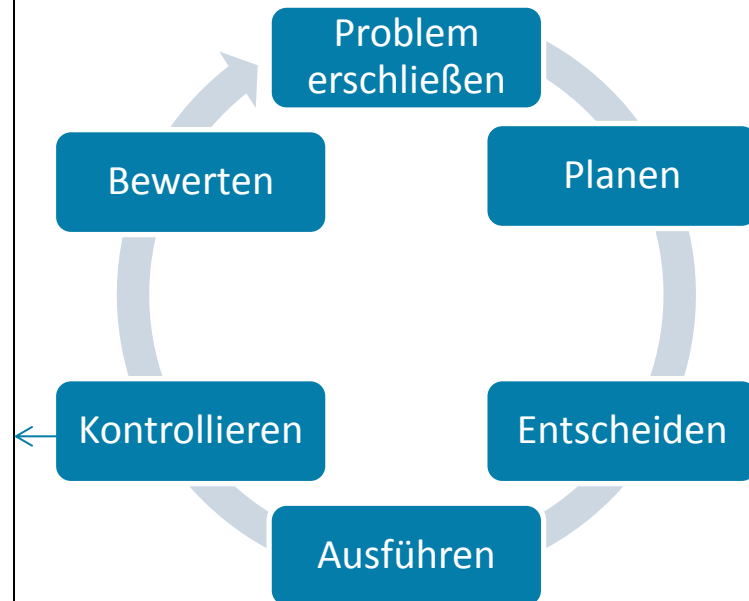 Problem
erschließen
Planen
Entscheiden
Ausführen
Kontrollieren
Bewerten